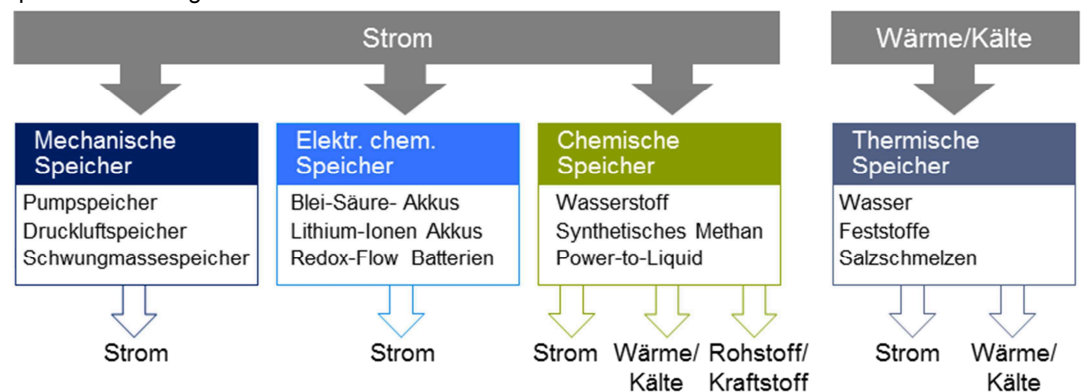 Strom
Wärme/Kälte
Mechanische
Speicher
Pumpspeicher
Druckluftspeicher
Schwungmassespeicher
Elektr. chem.
Speicher
Blei-Säure- Akkus
Lithium-Ionen Akkus
Redox-Flow Batterien
Chemische
Speicher
Wasserstoff
Synthetisches Methan
Power-to-Liquid
Thermische
Speicher
Wasser
Feststoffe
Salzschmelzen
Strom
Strom
Strom
Wärme/
Kälte
Rohstoff/
Kraftstoff
Strom
Wärme/
Kälte